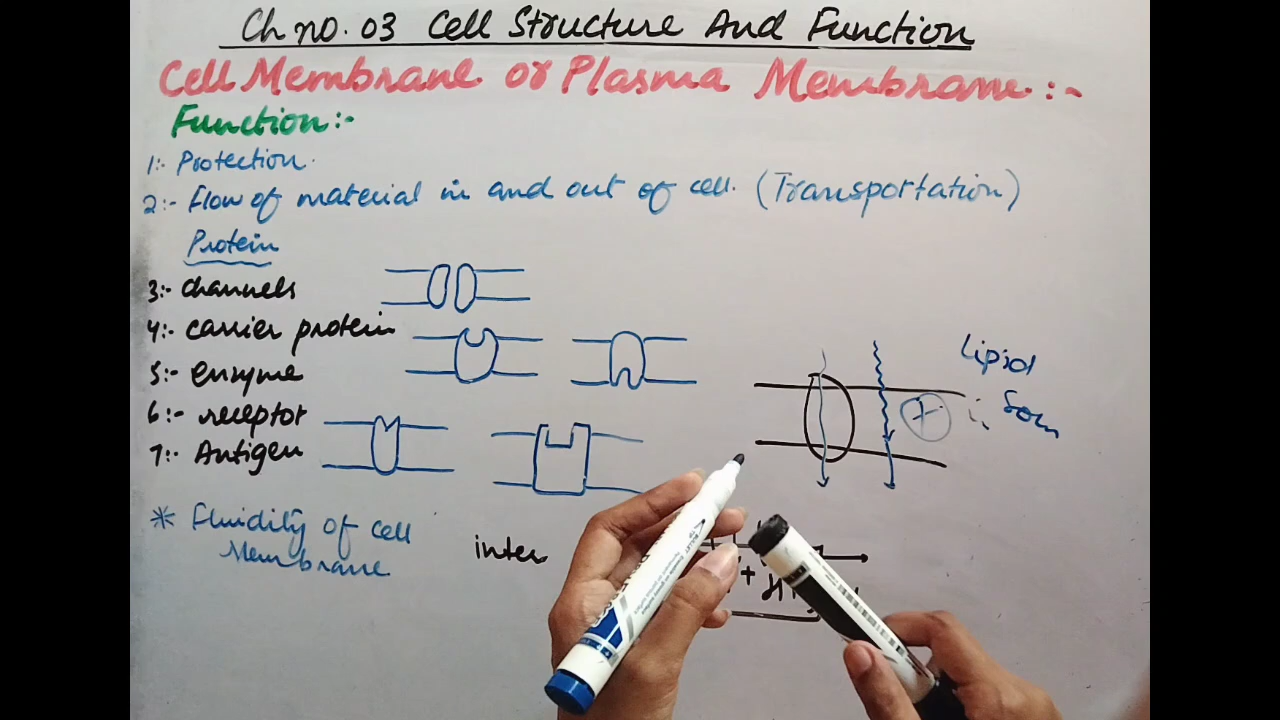 Ch no. 03 Cell Structure And Function
Cell Membrane or Plasma Membrane :-
Function:-
1:- Protection.
2:- Flow of material in and out of cell. (Transportation)
Protein
3:- channels
4:- carrier protein
5:- enzyme
6:- receptor
7:- Antigen
* Fluidity of cell
Membrane
inter
Lipid
+